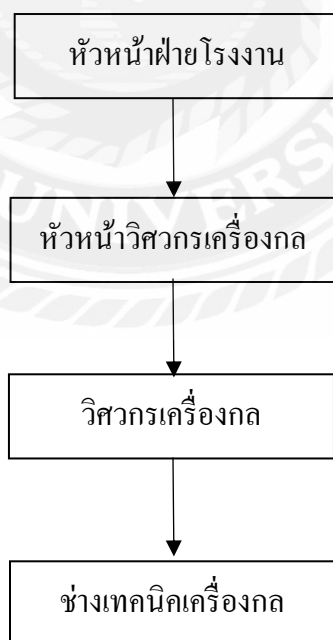 หัวหน้าฝ่ายโรงงาน
UNIVERS
หัวหน้าวิศวกรเครื่องกล
วิศวกรเครื่องกล
ช่างเทคนิคเครื่องกล